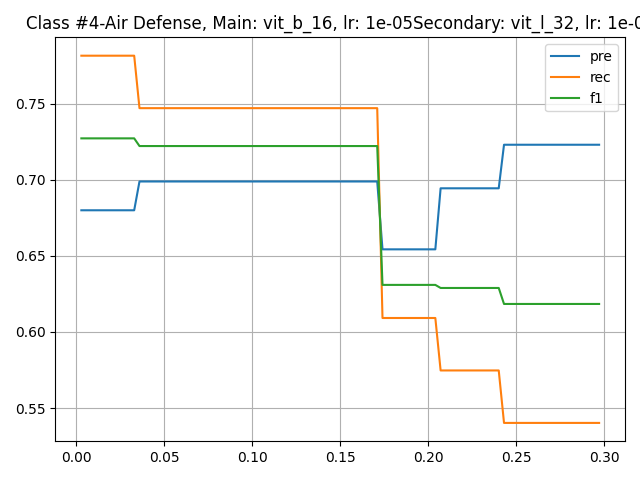 Class #4-Air Defense, Main: vit_b_16, lr: 1e-05Secondary: vit_l_32, lr: 1e-0
pre
rec
f1
0.75
0.70
0.65
0.60
0.55
0.00 0.05 0.10 0.15 0.20 0.25 0.30